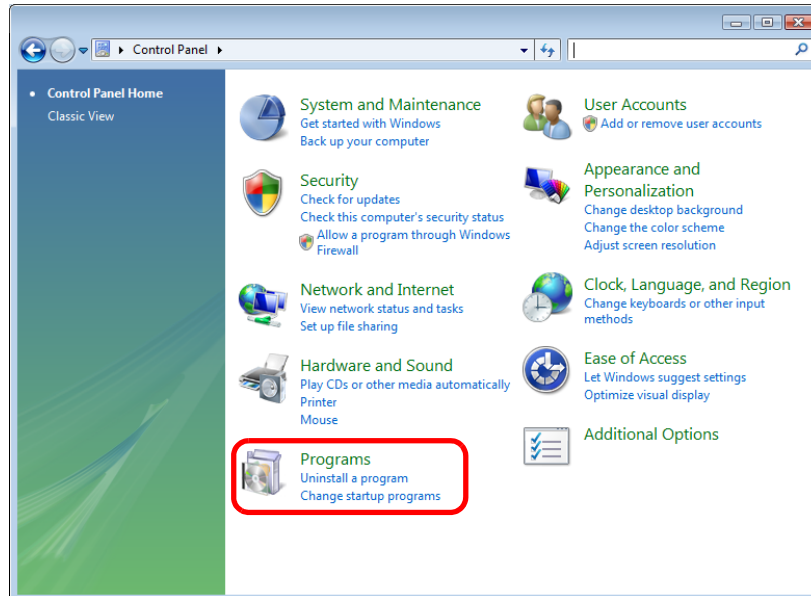 Control Panel
Control Panel Home
Classic View
System and Maintenance
Get started with Windows
Back up your computer
Security
Check for updates
Check this computer's security status
Allow a program through Windows
Firewall
Network and Internet
View network status and tasks
Set up file sharing
Hardware and Sound
Play CDs or other media automatically
Printer
Mouse
Programs
Uninstall a program
Change startup programs
User Accounts
Add or remove user accounts
Appearance and
Personalization
Change desktop background
Change the color scheme
Adjust screen resolution
Clock, Language, and Region
Change keyboards or other input
methods
Ease of Access
Let Windows suggest settings
Optimize visual display
Additional Options